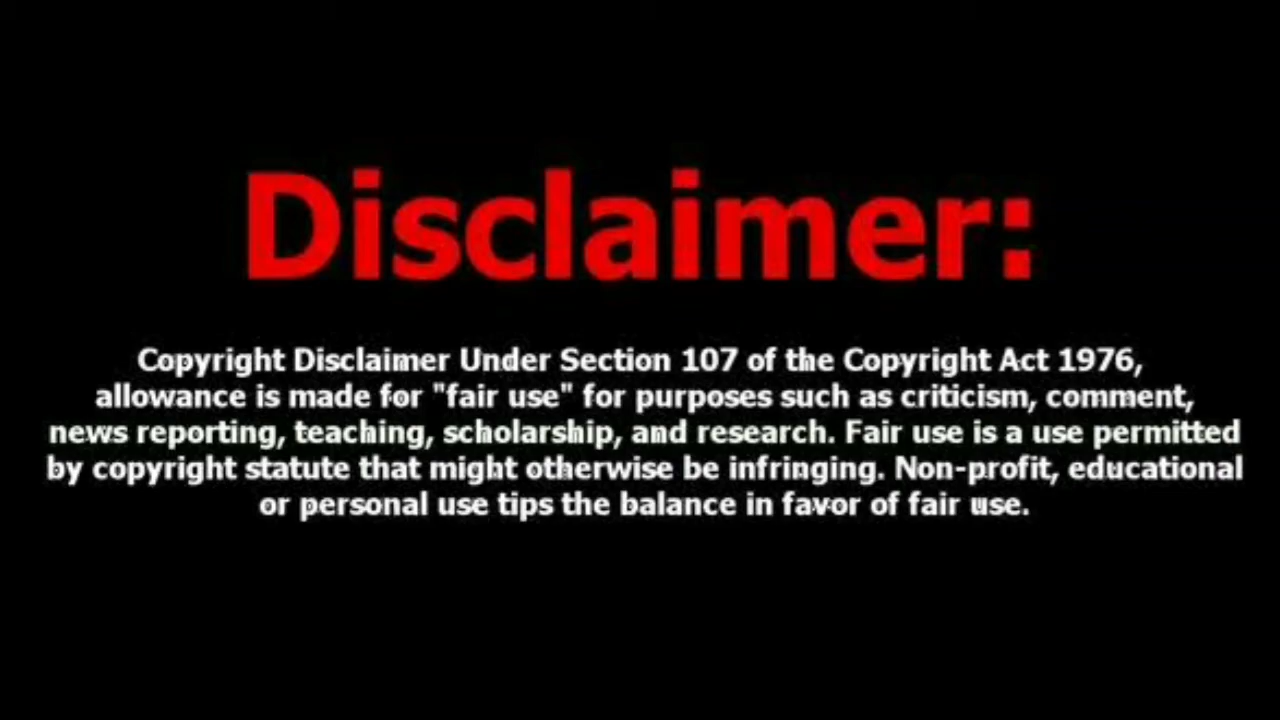 Disclaimer:
Copyright Disclaimer Under Section 107 of the Copyright Act 1976,
allowance is made for "fair use" for purposes such as criticism, comment,
news reporting, teaching, scholarship, and research. Fair use is a use permitted
by copyright statute that might otherwise be infringing. Non-profit, educational
or personal use tips the balance in favor of fair use.